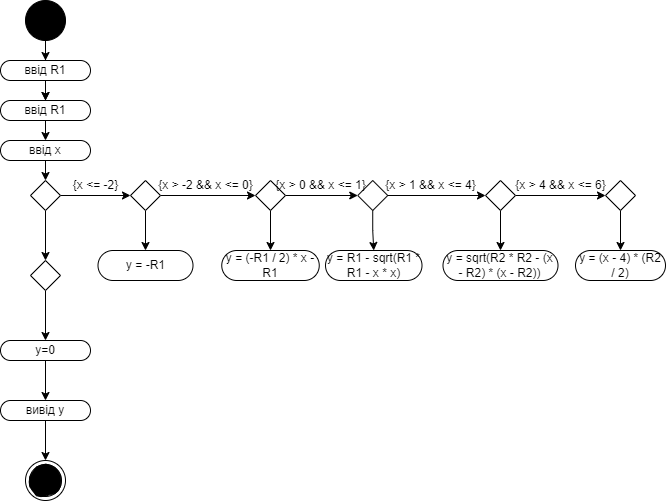 ввід R1
ввід R1
ввід x
{x <= -2}
{x > -2 && x <= 0}
{x > 0 && x <= 1}
{x > 1 && x <= 4}
{x > 4 && x <= 6}
y = -R1
y = (-R1 / 2) * x -
R1
y = R1 - sqrt(R1 *
R1 - x * x)
y = sqrt(R2 * R2 - (x
- R2) * (x - R2))
y = (x - 4) * (R2
/ 2)
y=0
вивід y